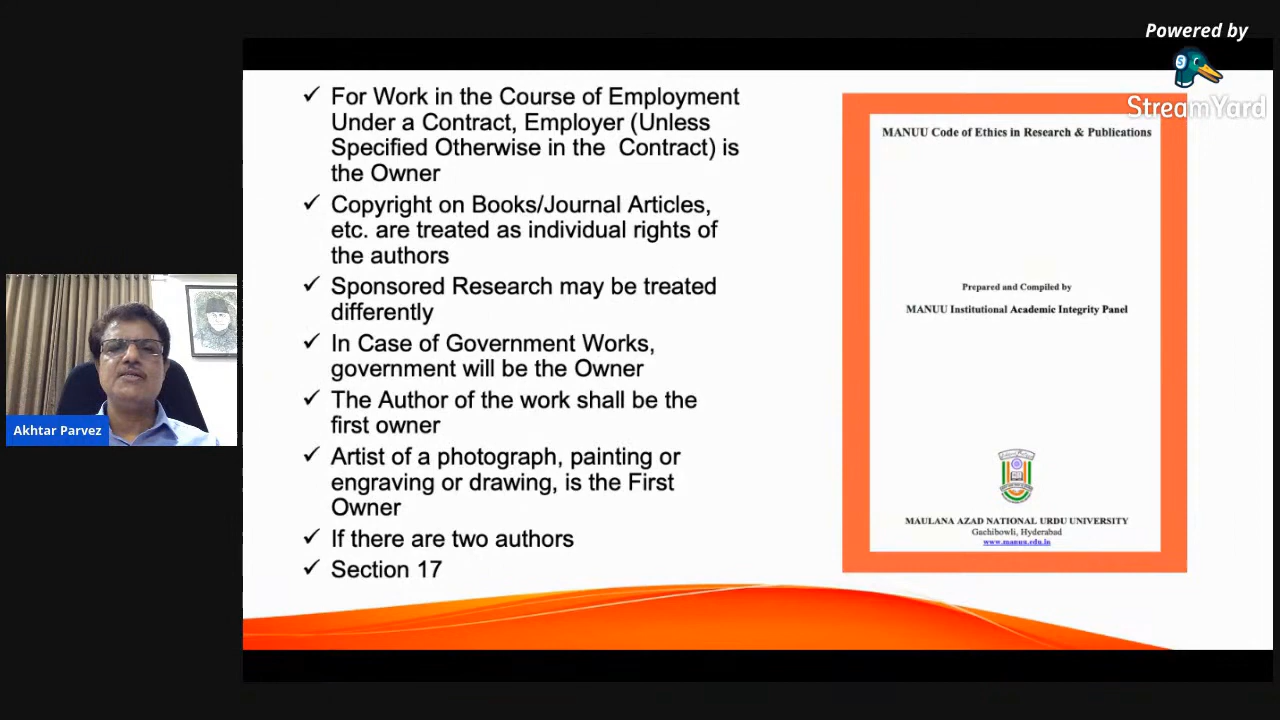 Powered by
StreamYard
✓ For Work in the Course of Employment
Under a Contract, Employer (Unless
Specified Otherwise in the Contract) is
the Owner
✓ Copyright on Books/Journal Articles,
etc. are treated as individual rights of
the authors
✓ Sponsored Research may be treated
differently
✓ In Case of Government Works,
government will be the Owner
✓ The Author of the work shall be the
first owner
✓ Artist of a photograph, painting or
engraving or drawing, is the First
Owner
✓ If there are two authors
✓ Section 17
MANUU Code of Ethics in Research & Publications
Prepared and Compiled by
MANUU Institutional Academic Integrity Panel
MAULANA AZAD NATIONAL URDU UNIVERSITY
Gachibowli, Hyderabad
www.manuu.edu.in
Akhtar Parvez